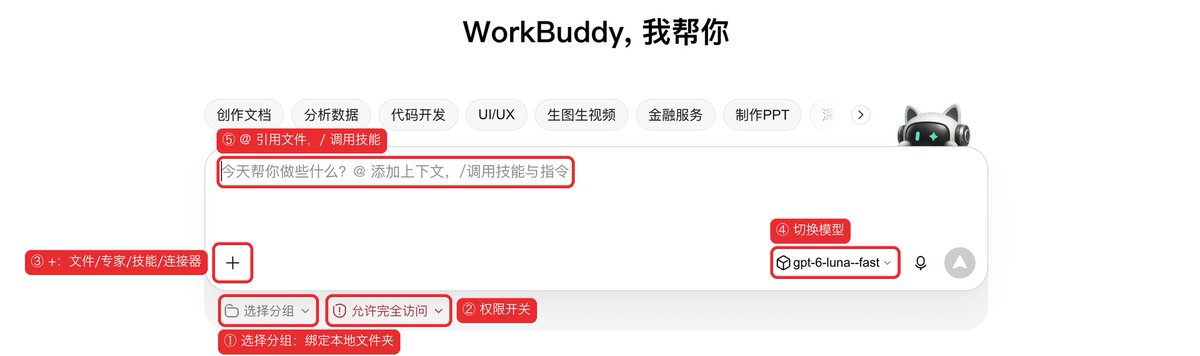 WorkBuddy, 我帮你
创作文档 分析数据 代码开发 UI/UX 生图生视频 金融服务 制作PPT 深
⑤ @ 引用文件，/ 调用技能
今天帮你做些什么？@ 添加上下文，/调用技能与指令
④ 切换模型
③ +：文件/专家/技能/连接器
gpt-6-luna--fast
选择分组 允许完全访问 ② 权限开关
① 选择分组：绑定本地文件夹